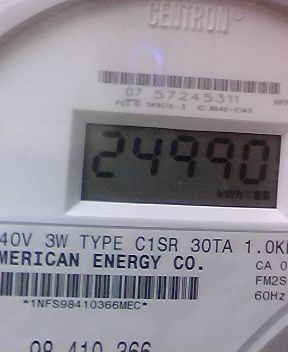 CENTRON®
07 57245311
24990
kWh
40V 3W TYPE C1SR 30TA 1.0K
MERICAN ENERGY CO.
CA 0
FM2S
60Hz
*1NFS98410366MEC*
98 410 366